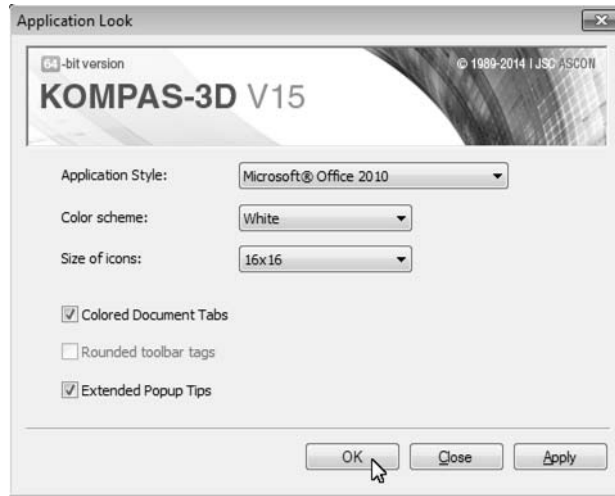 Application Look
64-bit version
© 1989-2014 | JSC ASCON
KOMPAS-3D V15
Application Style: Microsoft® Office 2010
Color scheme: White
Size of icons: 16x16
Colored Document Tabs
Rounded toolbar tags
Extended Popup Tips
OK Close Apply